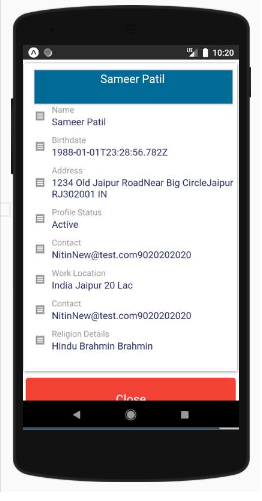 10:20
Sameer Patil
Name
Sameer Patil
Birthdate
1988-01-01T23:28:56.782Z
Address
1234 Old Jaipur RoadNear Big CircleJaipur
RJ302001 IN
Profile Status
Active
Contact
NitinNew@test.com9020202020
Work Location
India Jaipur 20 Lac
Contact
NitinNew@test.com9020202020
Religion Details
Hindu Brahmin Brahmin
Close